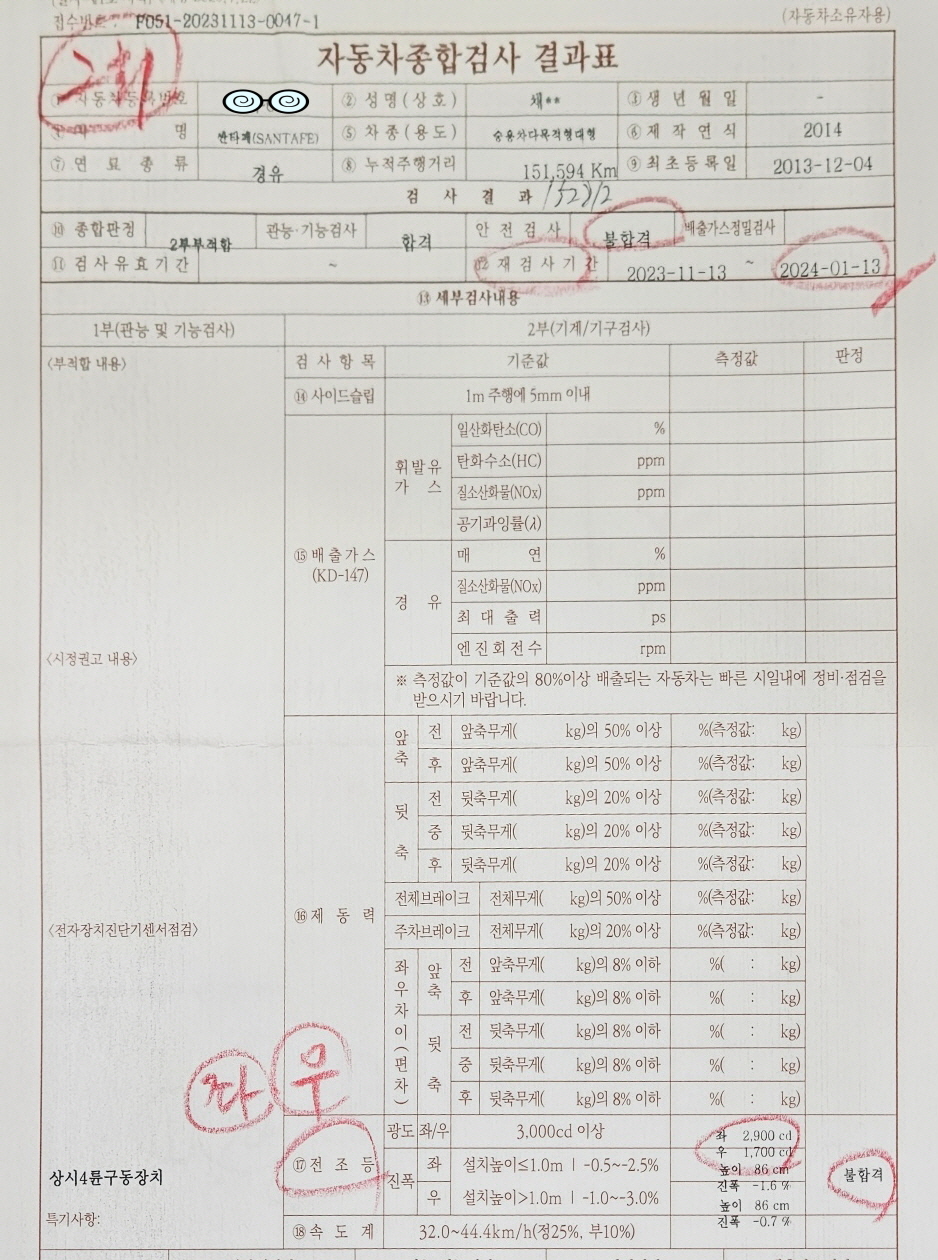 접수번호 : P051-20231113-0047-1
(자동차소유자용)
자동차종합검사 결과표
2회
① 자동차등록번호 ② 성명(상호) 채** ③ 생년월일 -
명 싼타페(SANTAFE) ⑤ 차종(용도) 승용차다목적형대형 ⑥ 제작연식 2014
⑦ 연료종류 경유 ⑧ 누적주행거리 151,594 Km ⑨ 최초등록일 2013-12-04
검사결과 152312
⑩ 종합판정 2부부적합 관능·기능검사 합격 안전검사 불합격 배출가스정밀검사
⑪ 검사유효기간 ~ ⑫ 재검사기간 2023-11-13 ~ 2024-01-13
⑬ 세부검사내용
1부(관능 및 기능검사) 2부(기계/기구검사)
<부적합 내용> 검사항목 기준값 측정값 판정
⑭ 사이드슬립 1m 주행에 5mm 이내
일산화탄소(CO) %
휘발유 가스 탄화수소(HC) ppm
질소산화물(NOx) ppm
공기과잉률(λ)
⑮ 배출가스 (KD-147) 매연 %
경유 질소산화물(NOx) ppm
최대출력 ps
<시정권고 내용> 엔진회전수 rpm
※ 측정값이 기준값의 80%이상 배출되는 자동차는 빠른 시일내에 정비·점검을
받으시기 바랍니다.
앞축 전 앞축무게( kg)의 50% 이상 %(측정값: kg)
후 앞축무게( kg)의 50% 이상 %(측정값: kg)
뒷축 전 뒷축무게( kg)의 20% 이상 %(측정값: kg)
중 뒷축무게( kg)의 20% 이상 %(측정값: kg)
후 뒷축무게( kg)의 20% 이상 %(측정값: kg)
⑯ 제동력 전체브레이크 전체무게( kg)의 50% 이상 %(측정값: kg)
<전자장치진단기센서점검> 주차브레이크 전체무게( kg)의 20% 이상 %(측정값: kg)
좌우차이(편차) 앞축 전 앞축무게( kg)의 8% 이하 %( : kg)
후 앞축무게( kg)의 8% 이하 %( : kg)
뒷축 전 뒷축무게( kg)의 8% 이하 %( : kg)
중 뒷축무게( kg)의 8% 이하 %( : kg)
후 뒷축무게( kg)의 8% 이하 %( : kg)
좌 우
광도 좌/우 3,000cd 이상 좌 2,900 cd
우 1,700 cd
⑰ 전조등 진폭 좌 설치높이≤1.0m | -0.5~-2.5% 높이 86 cm
상시4륜구동장치 진폭 -1.6 % 불합격
우 설치높이>1.0m | -1.0~-3.0% 높이 86 cm
특기사항: 진폭 -0.7 %
⑱ 속도계 32.0~44.4km/h(정25%, 부10%)